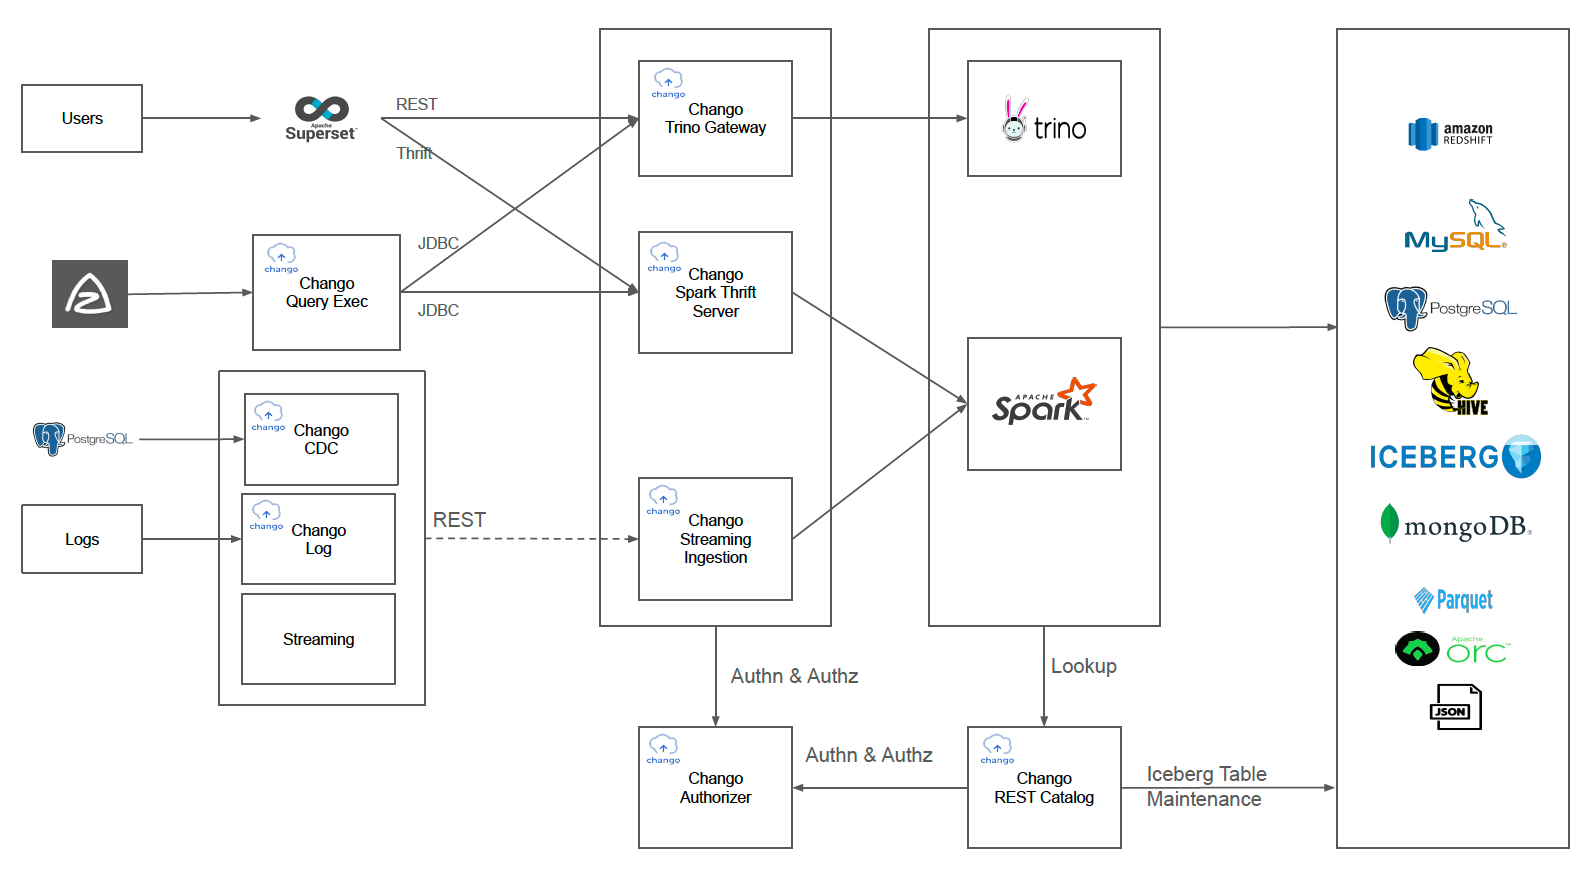 Users
Apache
Superset™
REST
Thrift
chango
Chango
Trino Gateway
trino
amazon
REDSHIFT
MySQL®
PostgreSQL
HIVE
ICEBERG
mongoDB®
Parquet
Apache
orc™
JSON
chango
Chango
Query Exec
JDBC
JDBC
chango
Chango
Spark Thrift
Server
APACHE
Spark™
PostgreSQL
chango
Chango
CDC
Logs
chango
Chango
Log
Streaming
REST
chango
Chango
Streaming
Ingestion
Authn & Authz
Lookup
chango
Chango
Authorizer
Authn & Authz
chango
Chango
REST Catalog
Iceberg Table
Maintenance